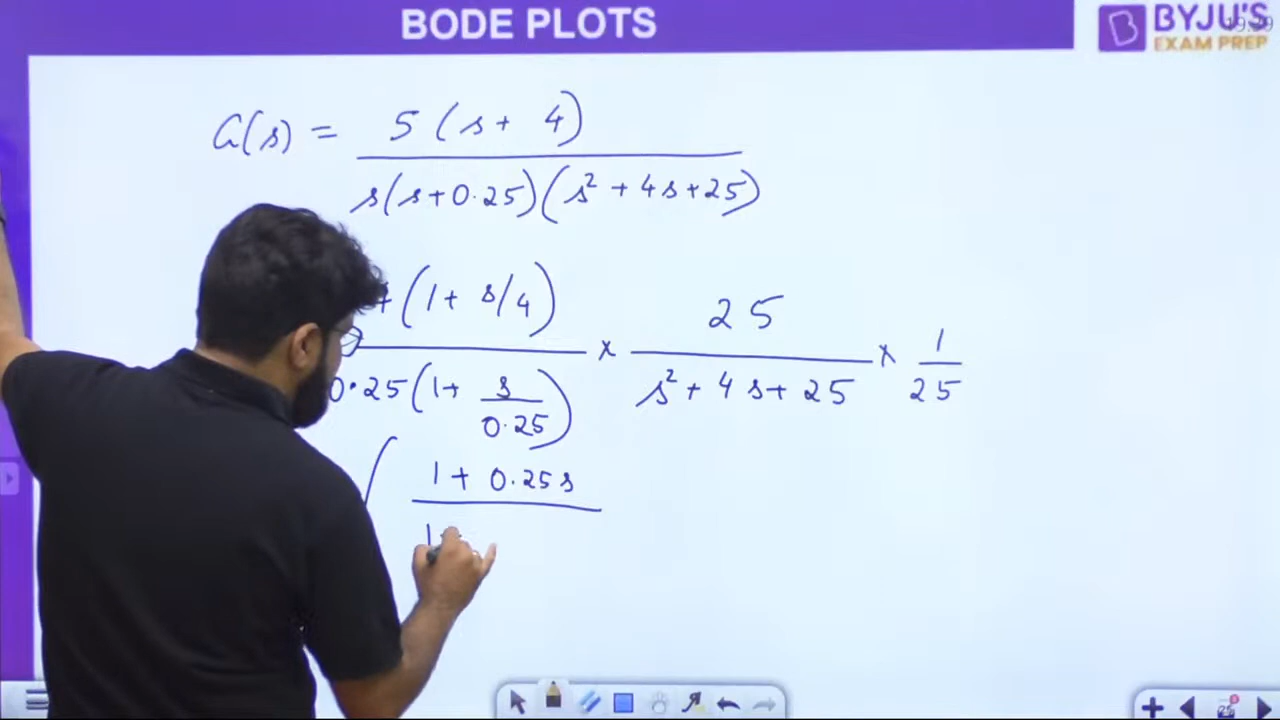 BODE PLOTS
BYJU'S
EXAM PREP
G(s) = 5(s+4) / s(s+0.25)(s²+4s+25)
(1+s/4) / 0.25(1+ s/0.25) × 25 / s²+4s+25 × 1/25
1+0.25s
1+